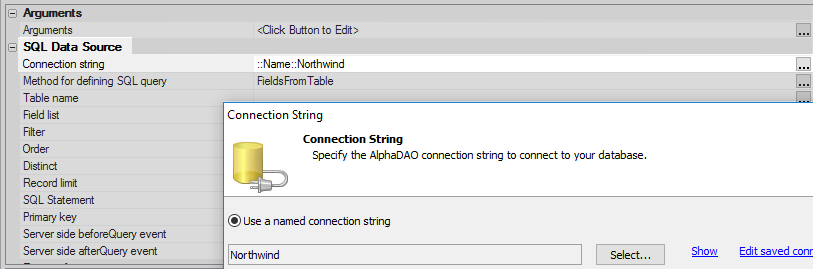 Arguments
Arguments <Click Button to Edit> ...
SQL Data Source
Connection string ::Name::Northwind ...
Method for defining SQL query FieldsFromTable ...
Table name ...
Field list
Connection String
Filter
Connection String
Order
Specify the AlphaDAO connection string to connect to your database.
Distinct
Record limit
SQL Statement
Primary key
Use a named connection string
Server side beforeQuery event
Server side afterQuery event
Northwind Select... Show Edit saved conn